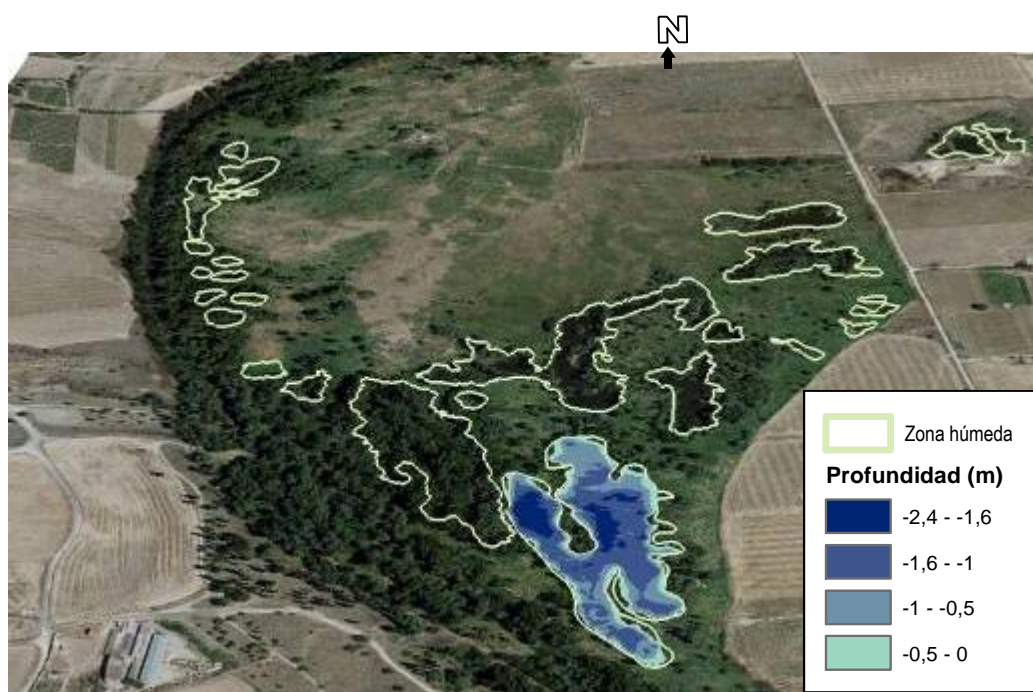 N
Zona húmeda
Profundidad (m)
-2,4 - -1,6
-1,6 - -1
-1 - -0,5
-0,5 - 0